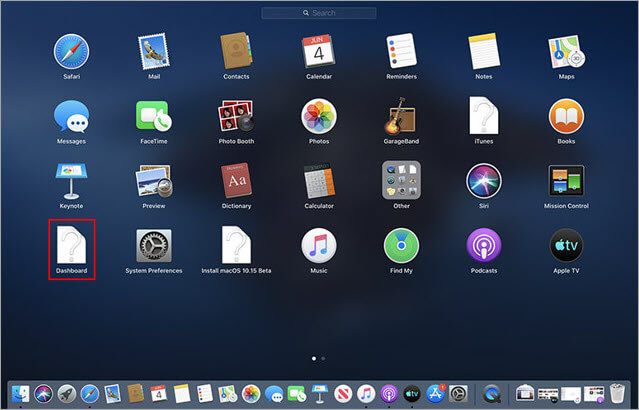 Search
Safari
Mail
Contacts
JUN
4
Calendar
Reminders
Notes
Maps
Messages
FaceTime
Photo Booth
Photos
GarageBand
iTunes
Books
Keynote
Preview
Aa
Dictionary
Calculator
Other
Siri
Mission Control
Dashboard
System Preferences
Install macOS 10.15 Beta
Music
Find My
Podcasts
tv
Apple TV
4
tv